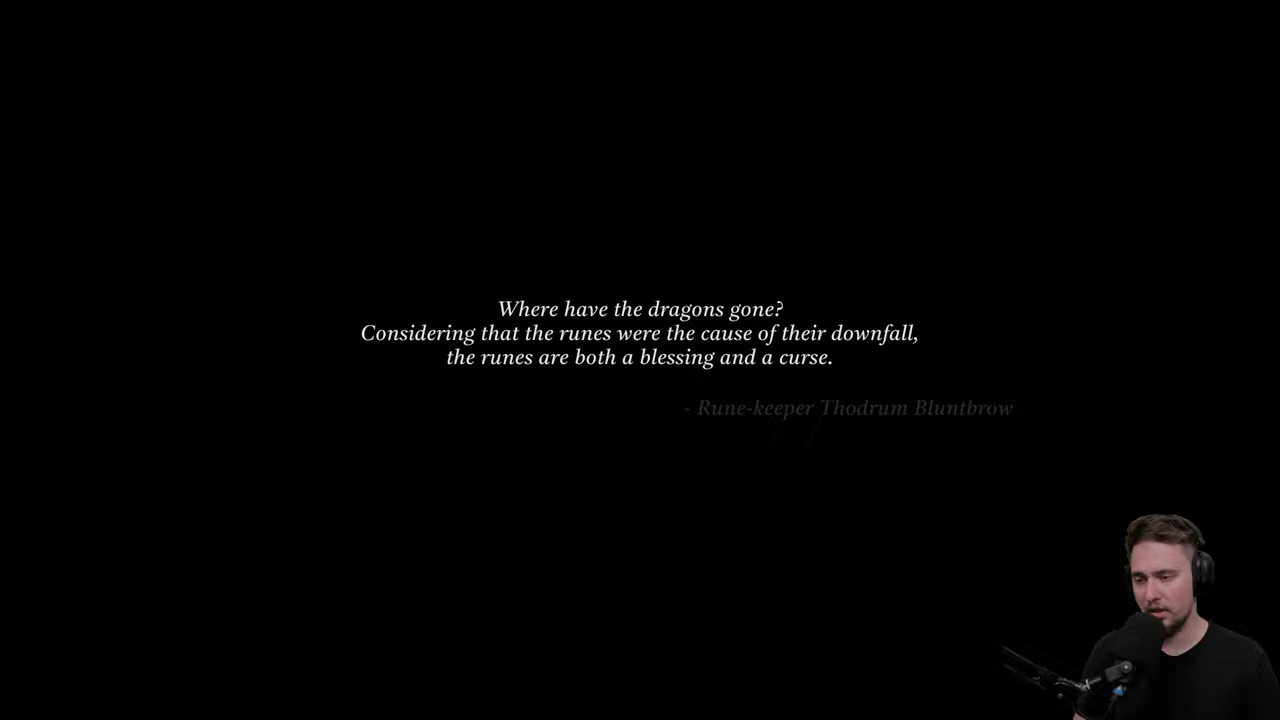 Where have the dragons gone?
Considering that the runes were the cause of their downfall,
the runes are both a blessing and a curse.
- Rune-keeper Thodrum Bluntbrow